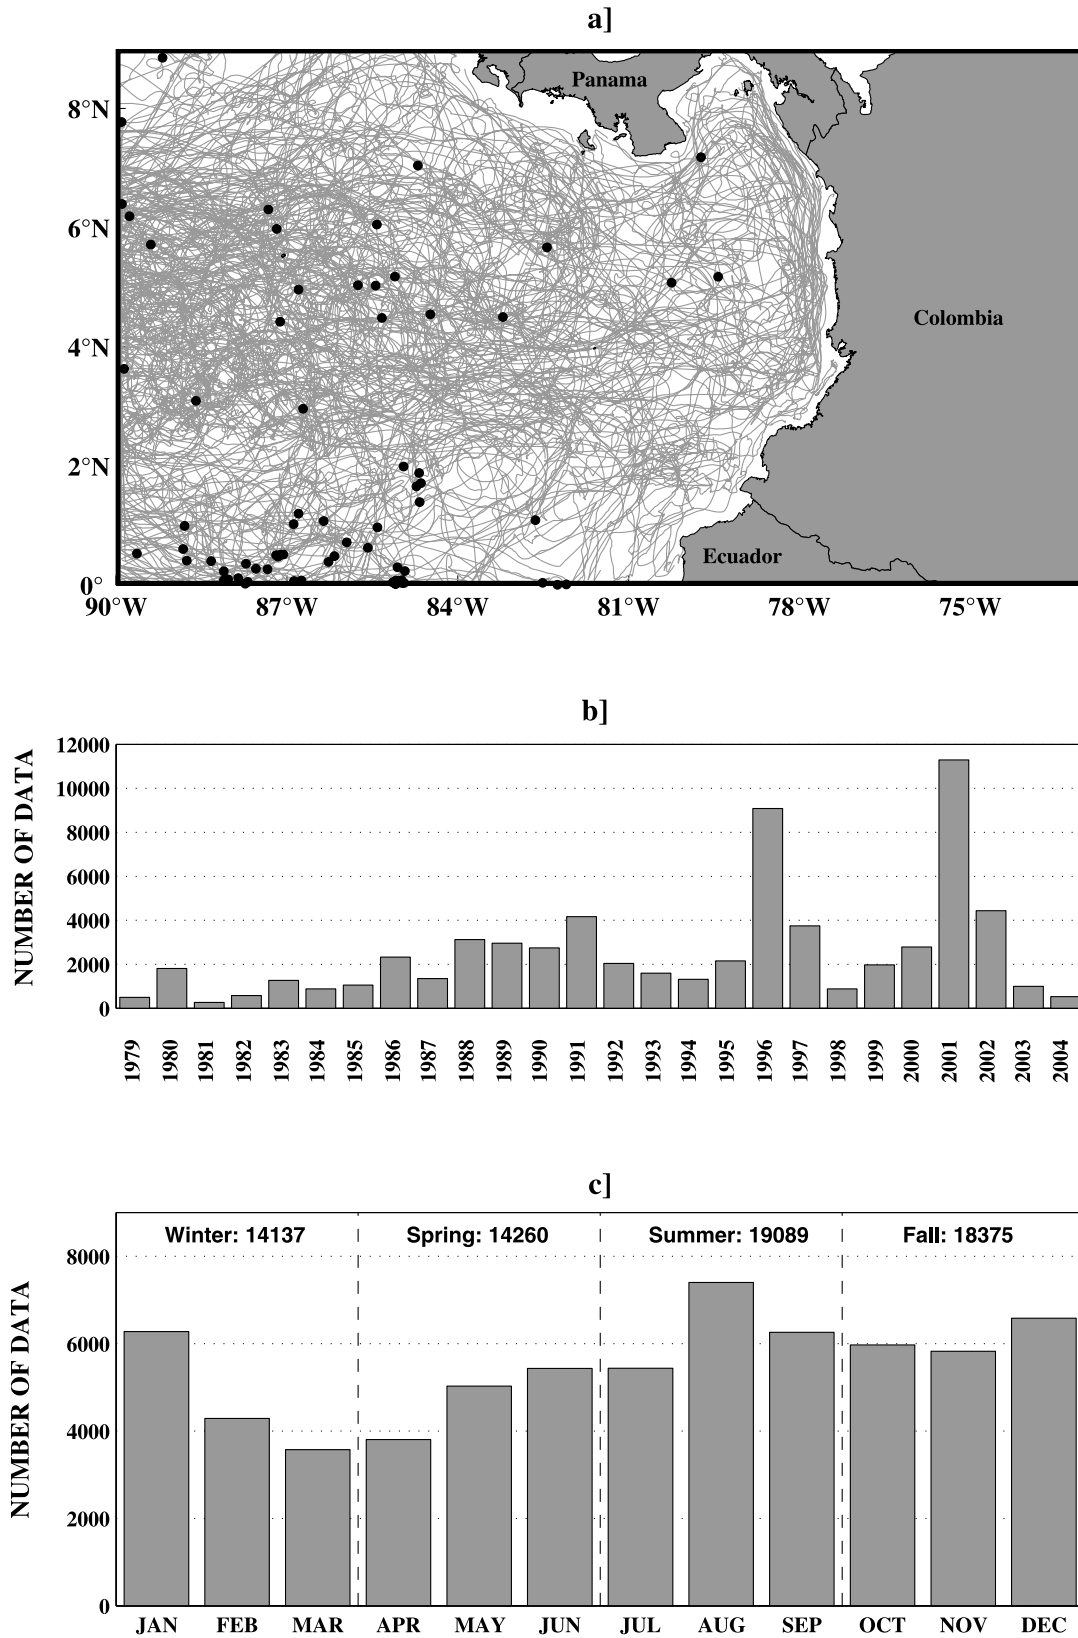 a]
Panama
8°N
6°N
Colombia
4°N
2°N
Ecuador
0°
90°W 87°W 84°W 81°W 78°W 75°W
b]
NUMBER OF DATA
12000
10000
8000
6000
4000
2000
0
1979 1980 1981 1982 1983 1984 1985 1986 1987 1988 1989 1990 1991 1992 1993 1994 1995 1996 1997 1998 1999 2000 2001 2002 2003 2004
c]
Winter: 14137 Spring: 14260 Summer: 19089 Fall: 18375
NUMBER OF DATA
8000
6000
4000
2000
0
JAN FEB MAR APR MAY JUN JUL AUG SEP OCT NOV DEC